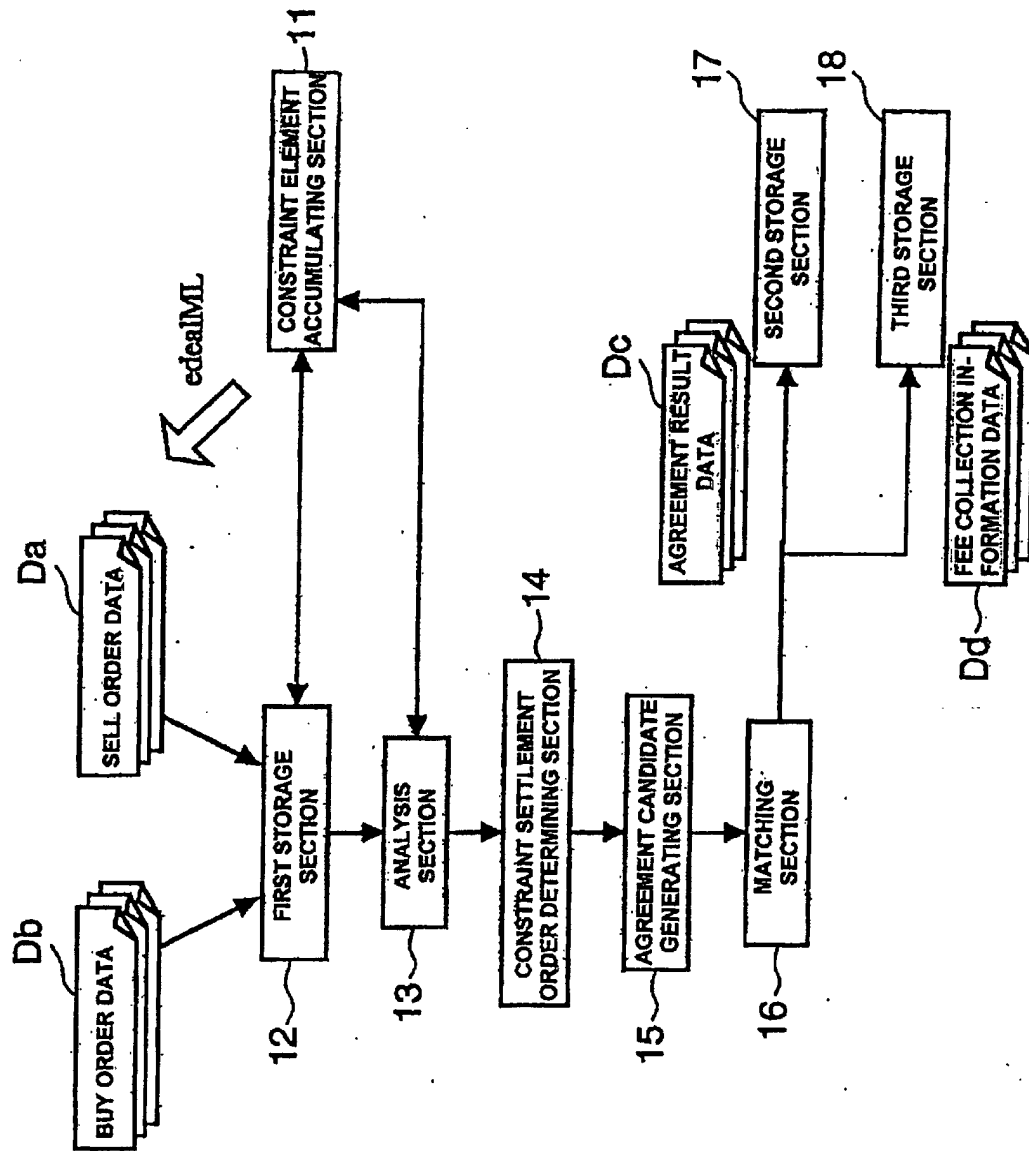 Db
BUY ORDER DATA
Da
SELL ORDER DATA
edealML
11
CONSTRAINT ELEMENT
ACCUMULATING SECTION
FIRST STORAGE
SECTION
12
ANALYSIS
SECTION
13
14
CONSTRAINT SETTLEMENT
ORDER DETERMINING SECTION
AGREEMENT CANDIDATE
GENERATING SECTION
15
MATCHING
SECTION
16
Dc
AGREEMENT RESULT
DATA
17
SECOND STORAGE
SECTION
18
THIRD STORAGE
SECTION
FEE COLLECTION IN-
FORMATION DATA
Dd